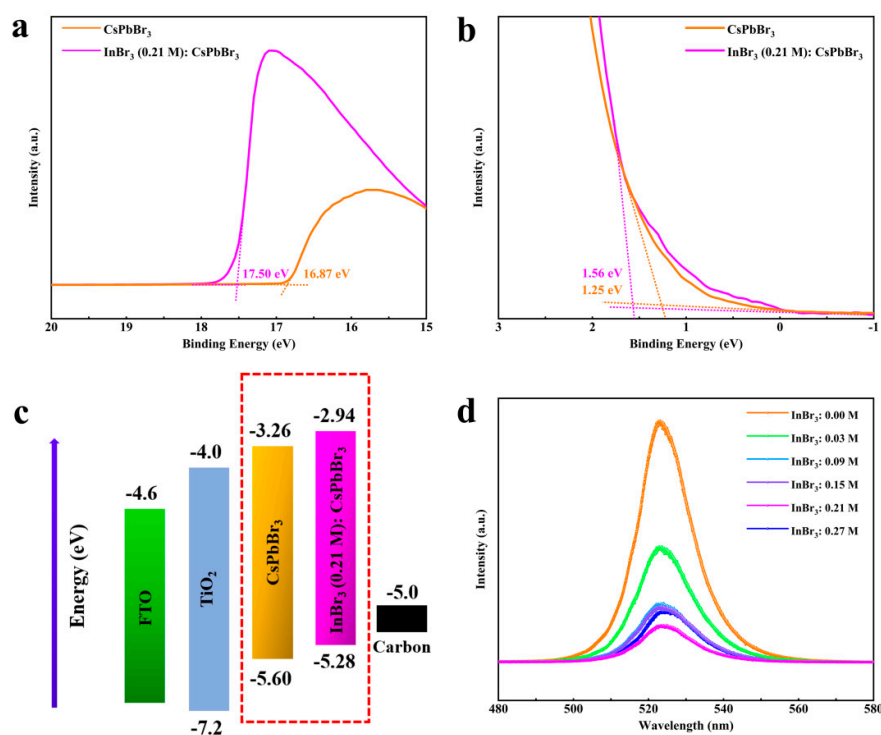 a
CsPbBr₃
InBr₃ (0.21 M): CsPbBr₃
Intensity (a.u.)
17.50 eV
16.87 eV
20 19 18 17 16 15
Binding Energy (eV)
b
CsPbBr₃
InBr₃ (0.21 M): CsPbBr₃
Intensity (a.u.)
1.56 eV
1.25 eV
3 2 1 0 -1
Binding Energy (eV)
c
Energy (eV)
-4.6
FTO
-4.0
TiO₂
-7.2
-3.26
CsPbBr₃
-5.60
-2.94
InBr₃ (0.21 M): CsPbBr₃
-5.28
-5.0
Carbon
d
InBr₃: 0.00 M
InBr₃: 0.03 M
InBr₃: 0.09 M
InBr₃: 0.15 M
InBr₃: 0.21 M
InBr₃: 0.27 M
Intensity (a.u.)
480 500 520 540 560 580
Wavelength (nm)